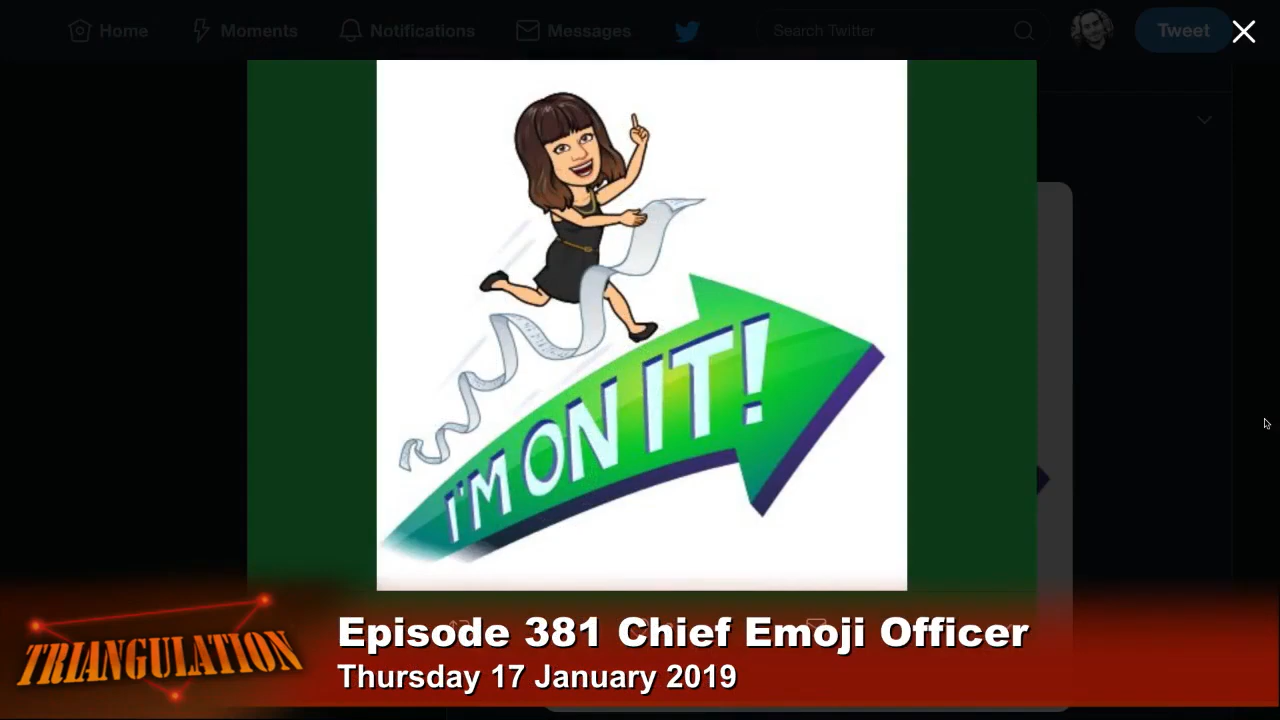 Home
Moments
Notifications
Messages
Search Twitter
Tweet
I'M ON IT!
TRIANGULATION
Episode 381 Chief Emoji Officer
Thursday 17 January 2019